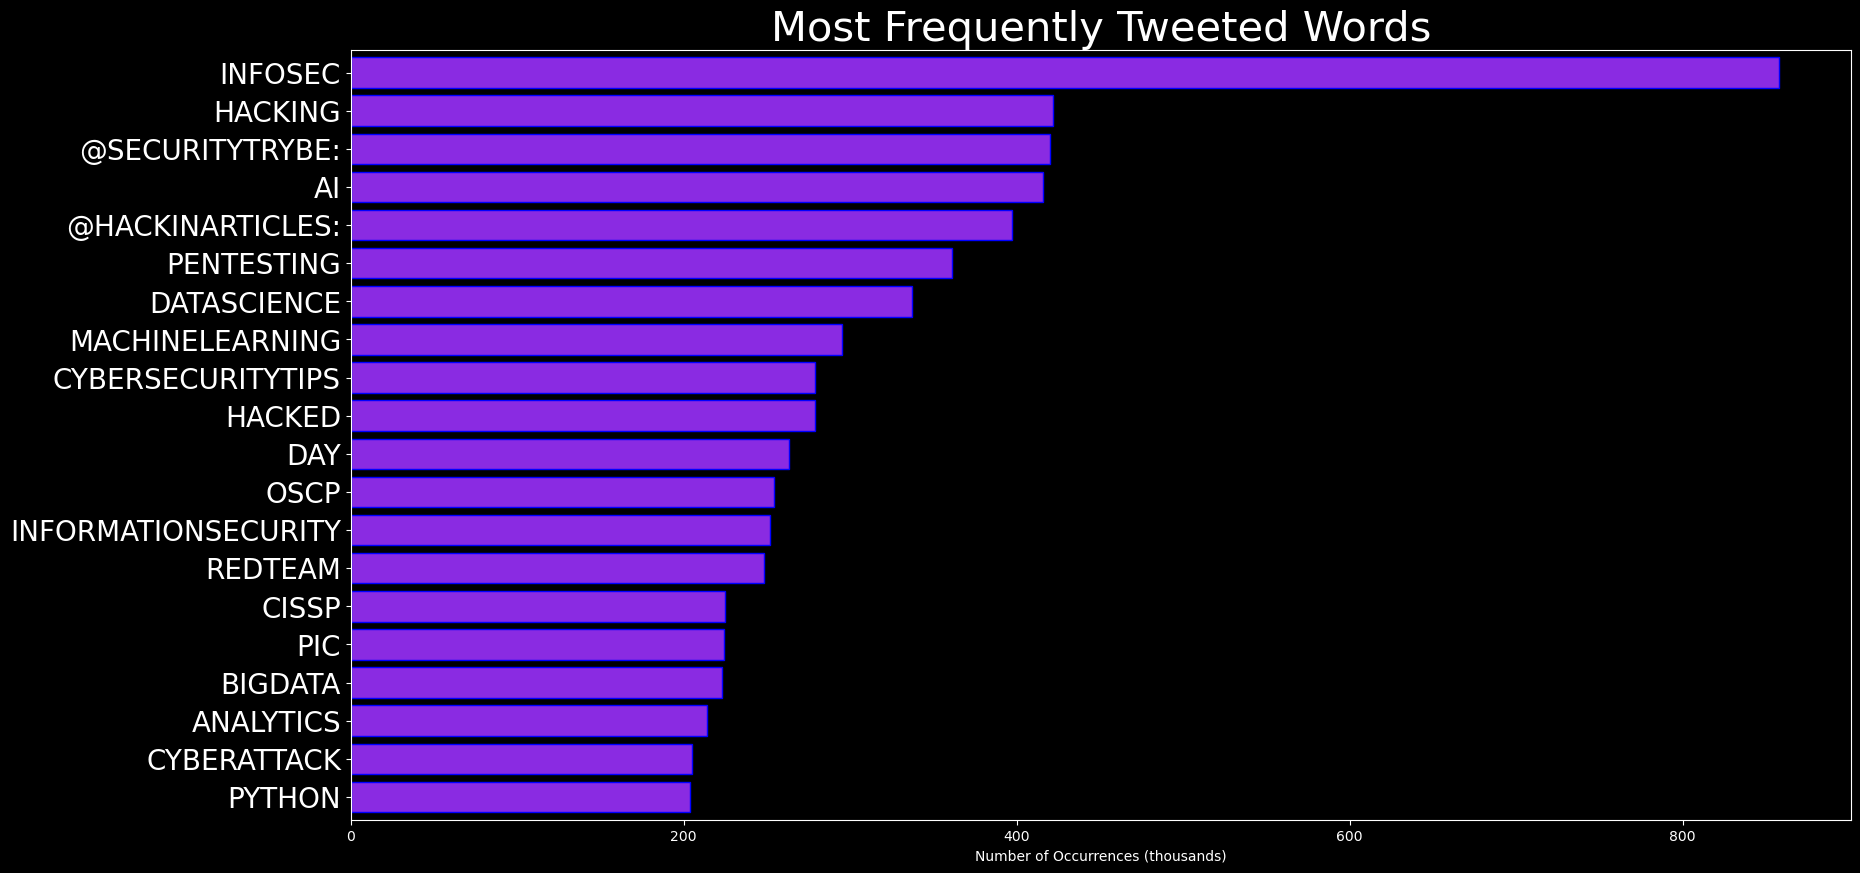 Most Frequently Tweeted Words
INFOSEC
HACKING
@SECURITYTRYBE:
AI
@HACKINARTICLES:
PENTESTING
DATASCIENCE
MACHINELEARNING
CYBERSECURITYTIPS
HACKED
DAY
OSCP
INFORMATIONSECURITY
REDTEAM
CISSP
PIC
BIGDATA
ANALYTICS
CYBERATTACK
PYTHON
0 200 400 600 800
Number of Occurrences (thousands)